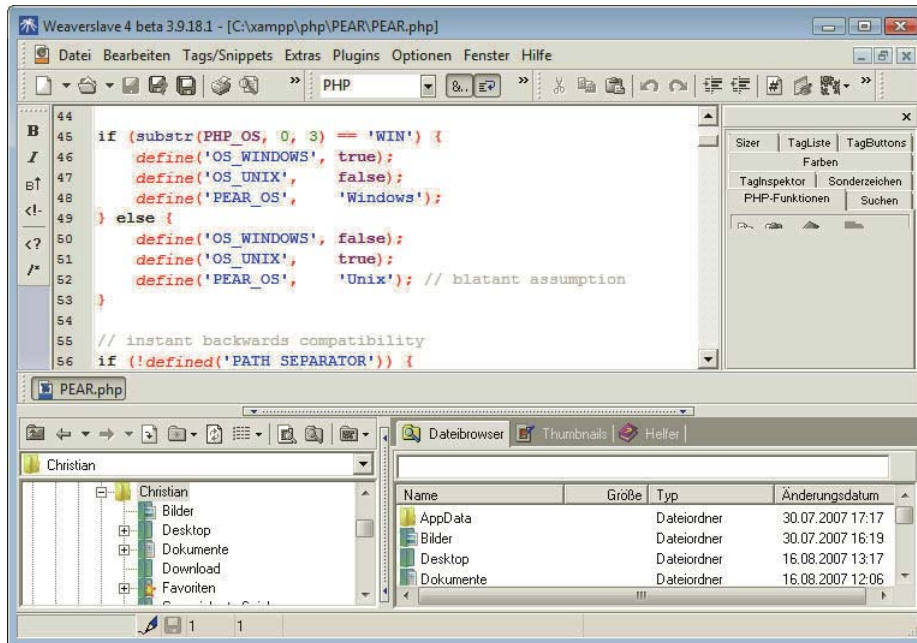 Weaverslave 4 beta 3.9.18.1 - [C:\xampp\php\PEAR\PEAR.php]
Datei Bearbeiten Tags/Snippets Extras Plugins Optionen Fenster Hilfe
PHP
44
45 if (substr(PHP_OS, 0, 3) == 'WIN') {
46 define('OS_WINDOWS', true);
47 define('OS_UNIX', false);
48 define('PEAR_OS', 'Windows');
49 } else {
50 define('OS_WINDOWS', false);
51 define('OS_UNIX', true);
52 define('PEAR_OS', 'Unix'); // blatant assumption
53 }
54
55 // instant backwards compatibility
56 if (!defined('PATH SEPARATOR')) {
B
I
B↑
<!-
<?
/*
Sizer TagListe TagButtons
Farben
TagInspektor Sonderzeichen
PHP-Funktionen Suchen
PEAR.php
Christian
Christian
Bilder
Desktop
Dokumente
Download
Favoriten
Dateibrowser Thumbnails Helfer
Name Größe Typ Änderungsdatum
AppData Dateiordner 30.07.2007 17:17
Bilder Dateiordner 30.07.2007 16:19
Desktop Dateiordner 16.08.2007 13:17
Dokumente Dateiordner 16.08.2007 12:06
1 1